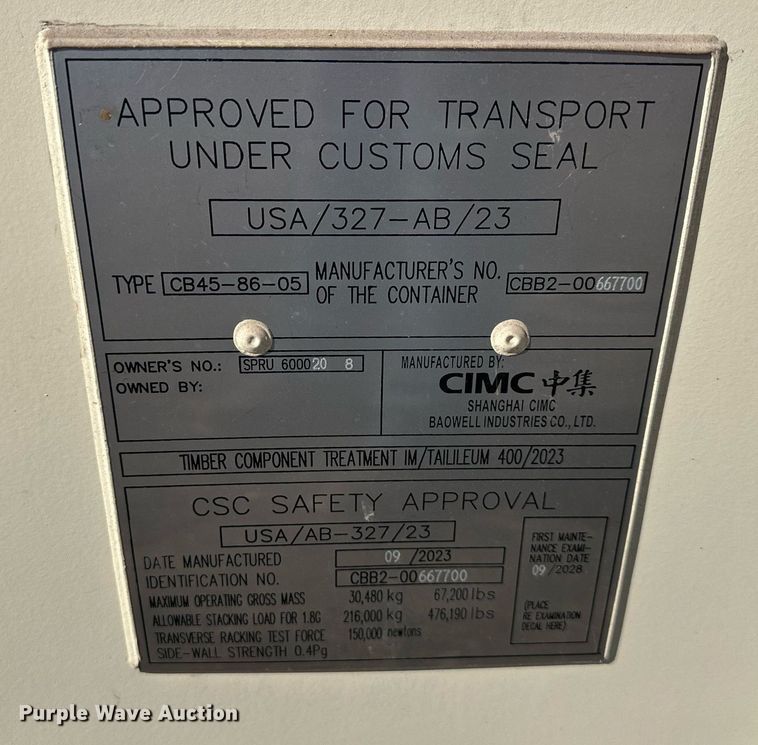 APPROVED FOR TRANSPORT
UNDER CUSTOMS SEAL
USA/327-AB/23
TYPE CB45-86-05 MANUFACTURER'S NO. OF THE CONTAINER CBB2-00667700
OWNER'S NO.: SPRU 600020 8
OWNED BY:
MANUFACTURED BY:
CIMC 中集
SHANGHAI CIMC
BAOWELL INDUSTRIES CO., LTD.
TIMBER COMPONENT TREATMENT IM/TAILILEUM 400/2023
CSC SAFETY APPROVAL
USA/AB-327/23
DATE MANUFACTURED 09 /2023
IDENTIFICATION NO. CBB2-00667700
MAXIMUM OPERATING GROSS MASS 30,480 kg 67,200 lbs
ALLOWABLE STACKING LOAD FOR 1.8G 216,000 kg 476,190 lbs
TRANSVERSE RACKING TEST FORCE 150,000 newtons
SIDE-WALL STRENGTH 0.4Pg
FIRST MAINTE-
NANCE EXAMI-
NATION DATE
09 /2028
(PLACE
RE EXAMINATION
DECAL HERE)
Purple Wave Auction